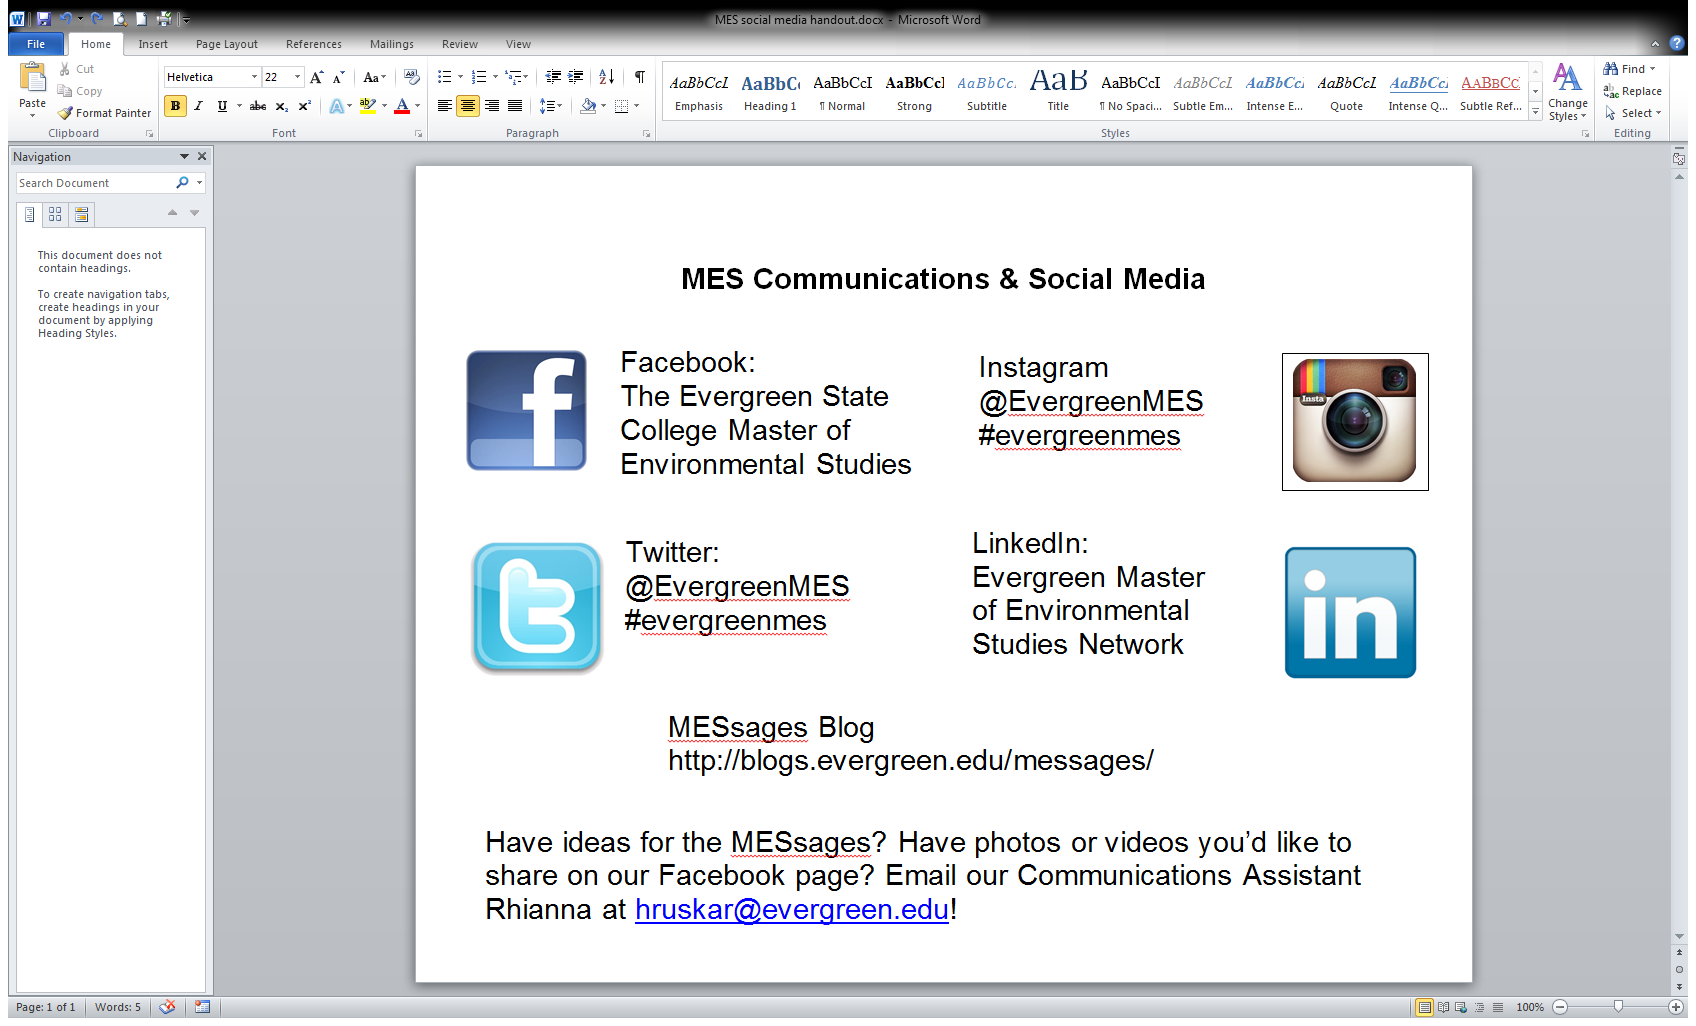 MES social media handout.docx - Microsoft Word
File Home Insert Page Layout References Mailings Review View
Paste
Cut
Copy
Format Painter
Clipboard
Helvetica 22
Font
Paragraph
AaBbCcI AaBbC AaBbCcI AaBbCcI AaBbCc. AaB AaBbCcI AaBbCcI AaBbCcI AaBbCcI AaBbCcI AABBCC
Emphasis Heading 1 ¶ Normal Strong Subtitle Title ¶ No Spaci... Subtle Em... Intense E... Quote Intense Q... Subtle Ref...
Styles
Change
Styles
Find
Replace
Select
Editing
Navigation
Search Document
This document does not
contain headings.
To create navigation tabs,
create headings in your
document by applying
Heading Styles.
MES Communications & Social Media
f
Facebook:
The Evergreen State
College Master of
Environmental Studies
Instagram
@EvergreenMES
#evergreenmes
Insta
t
Twitter:
@EvergreenMES
#evergreenmes
LinkedIn:
Evergreen Master
of Environmental
Studies Network
in
MESsages Blog
http://blogs.evergreen.edu/messages/
Have ideas for the MESsages? Have photos or videos you’d like to
share on our Facebook page? Email our Communications Assistant
Rhianna at hruskar@evergreen.edu!
Page: 1 of 1 Words: 5
100%